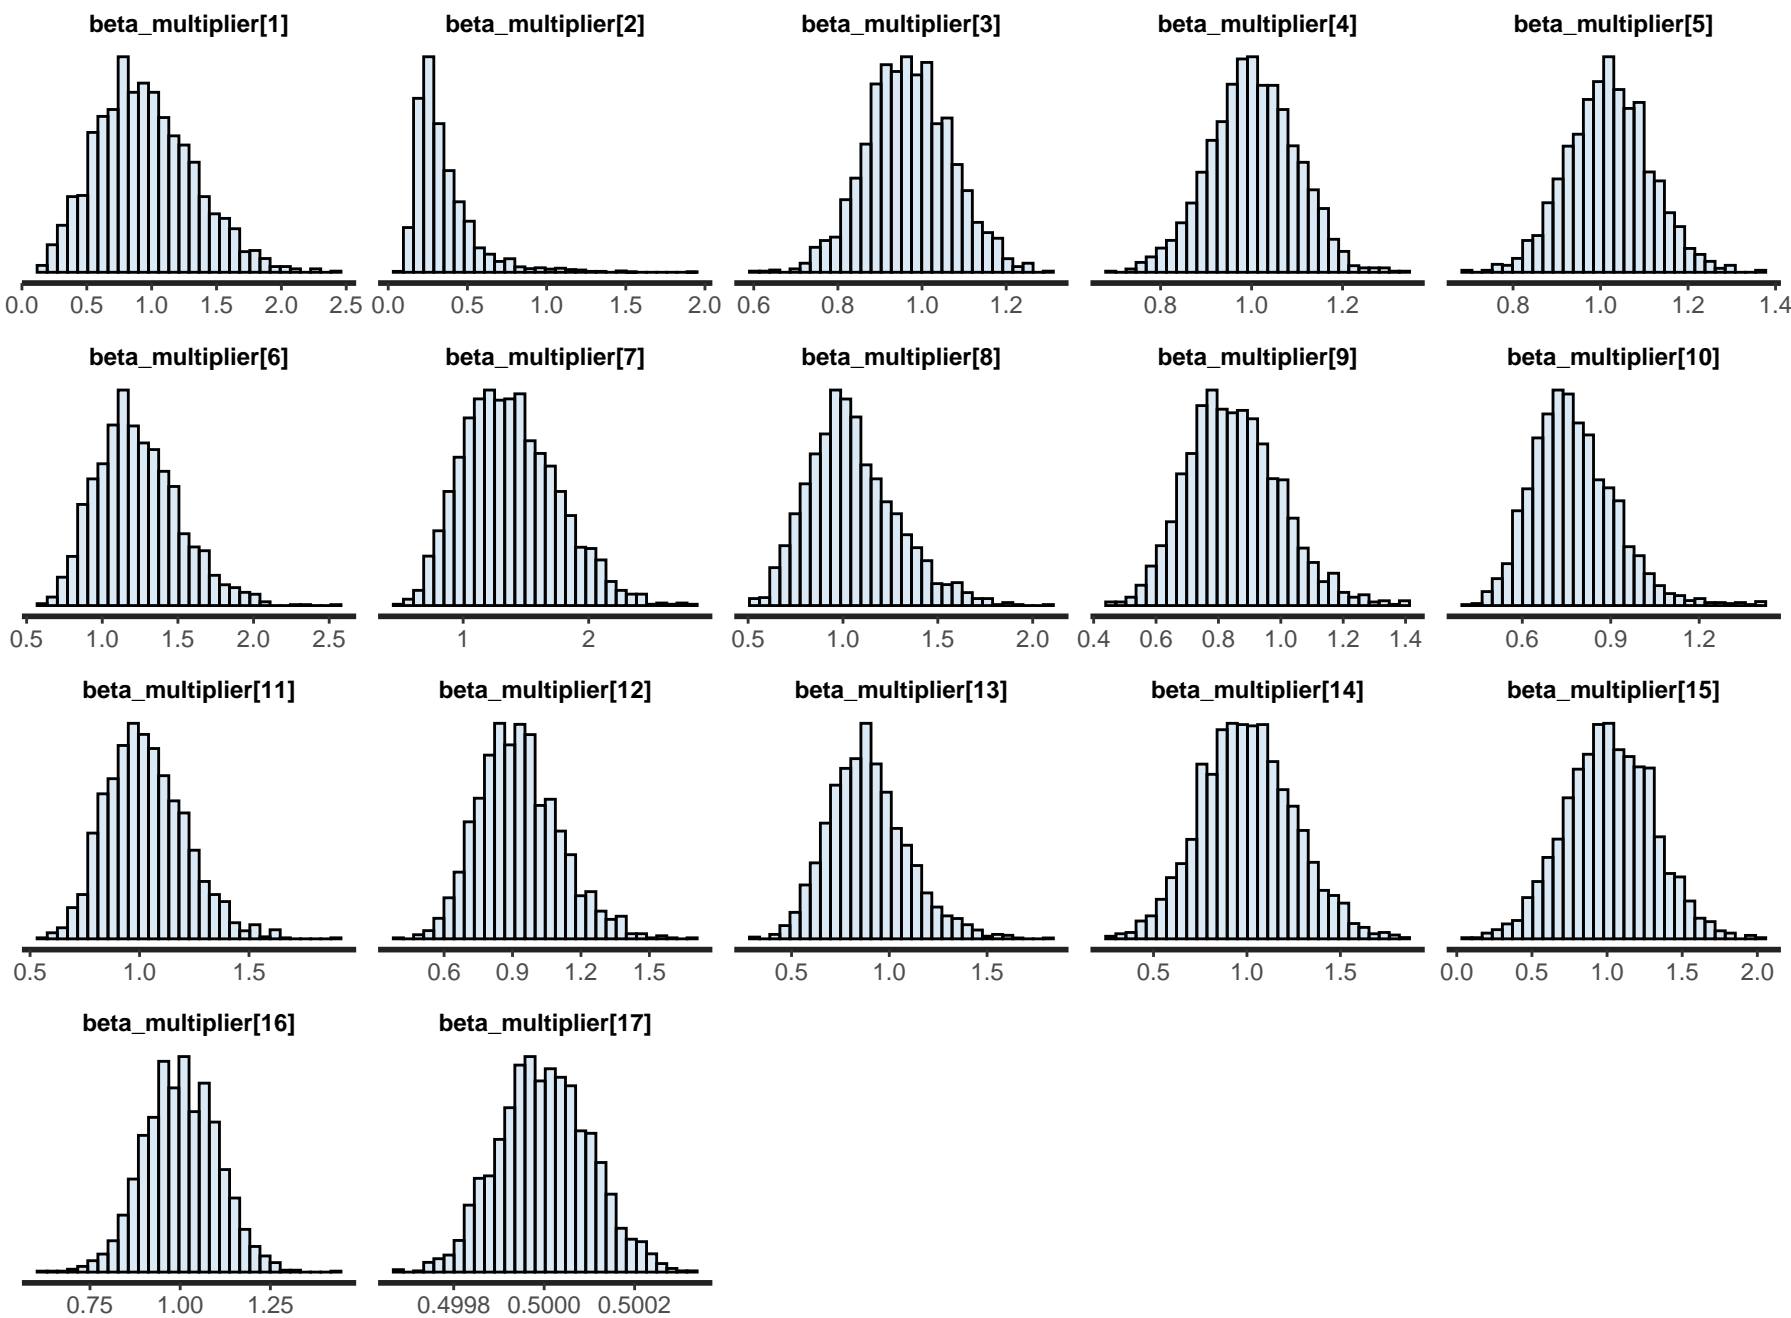 beta_multiplier[1] beta_multiplier[2] beta_multiplier[3] beta_multiplier[4] beta_multiplier[5]
0.0 0.5 1.0 1.5 2.0 2.5 0.0 0.5 1.0 1.5 2.0 0.6 0.8 1.0 1.2 0.8 1.0 1.2 0.8 1.0 1.2 1.4
beta_multiplier[6] beta_multiplier[7] beta_multiplier[8] beta_multiplier[9] beta_multiplier[10]
0.5 1.0 1.5 2.0 2.5 1 2 0.5 1.0 1.5 2.0 0.4 0.6 0.8 1.0 1.2 1.4 0.6 0.9 1.2
beta_multiplier[11] beta_multiplier[12] beta_multiplier[13] beta_multiplier[14] beta_multiplier[15]
0.5 1.0 1.5 0.6 0.9 1.2 1.5 0.5 1.0 1.5 0.5 1.0 1.5 0.0 0.5 1.0 1.5 2.0
beta_multiplier[16] beta_multiplier[17]
0.75 1.00 1.25 0.4998 0.5000 0.5002